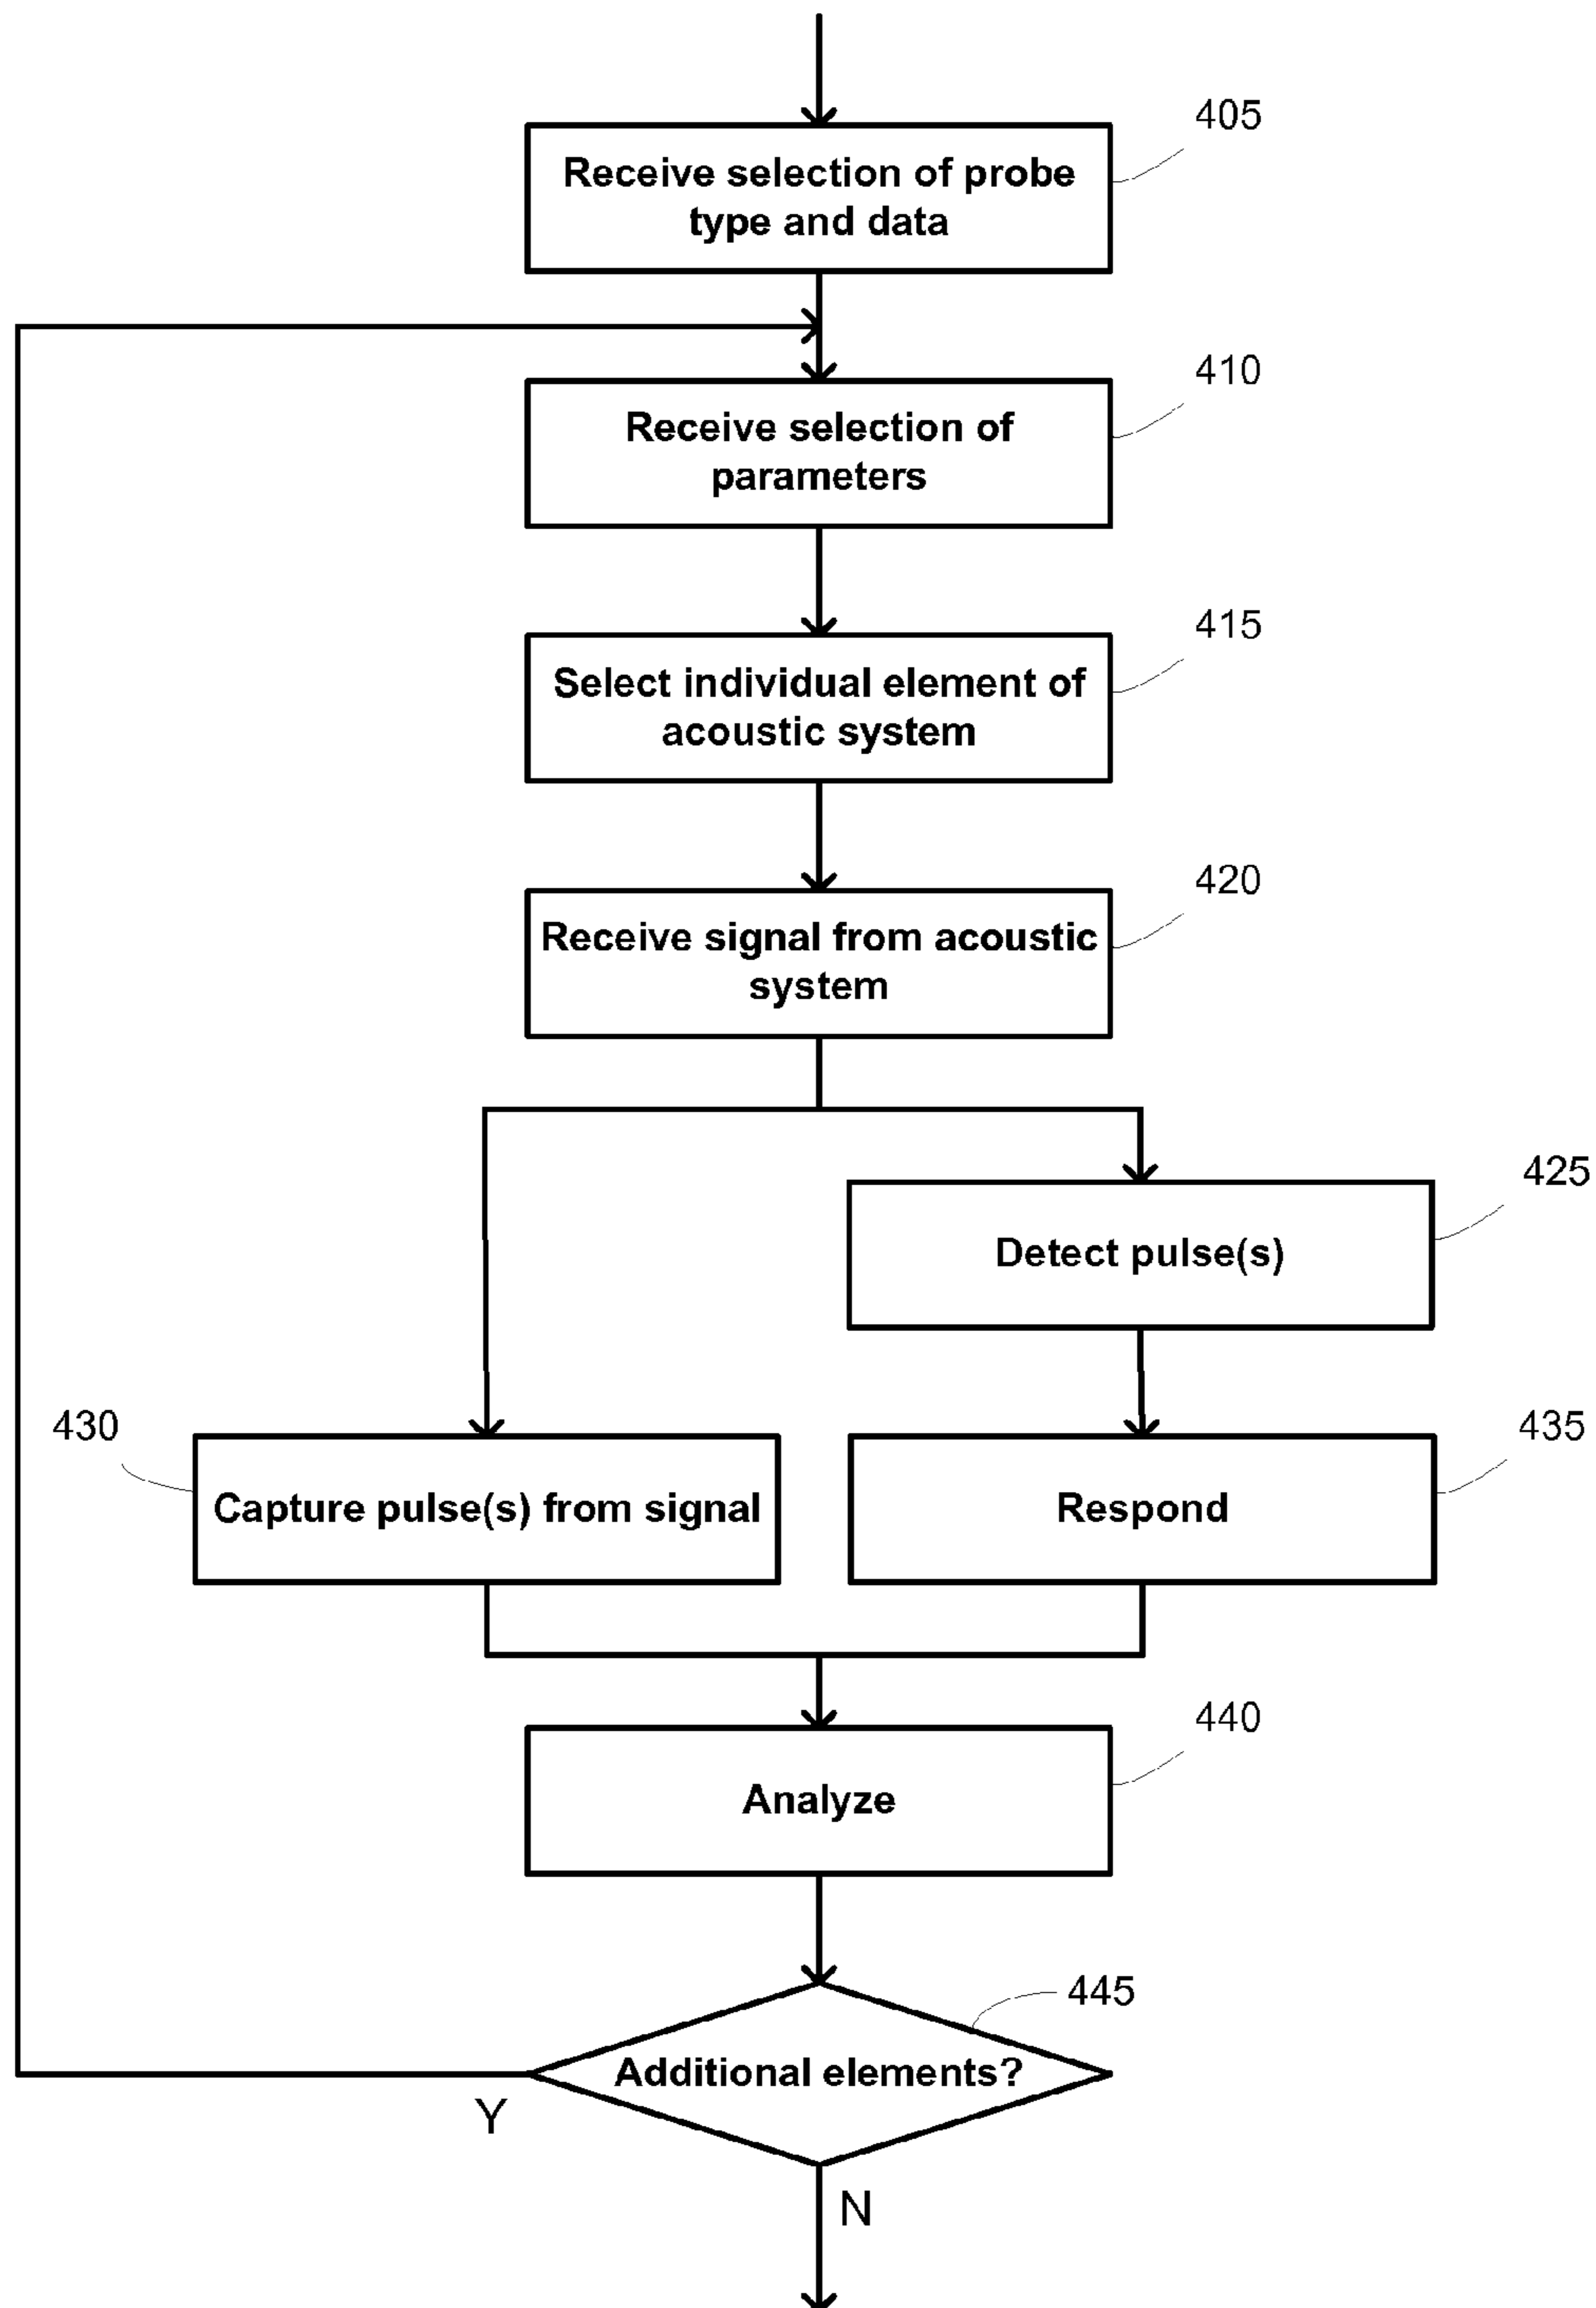 405
Receive selection of probe
type and data
410
Receive selection of
parameters
415
Select individual element of
acoustic system
420
Receive signal from acoustic
system
425
Detect pulse(s)
430
Capture pulse(s) from signal
435
Respond
440
Analyze
445
Additional elements?
Y
N